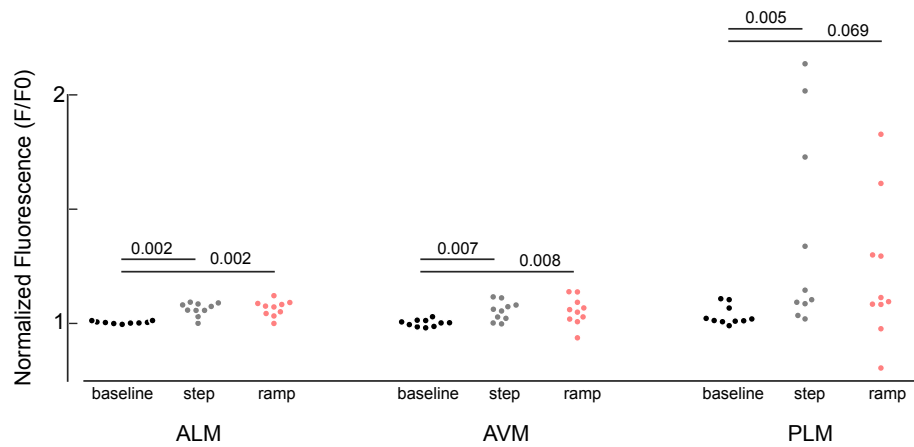 Normalized Fluorescence (F/F0)
2
1
0.005
0.069
0.002
0.002
0.007
0.008
baseline step ramp baseline step ramp baseline step ramp
ALM AVM PLM